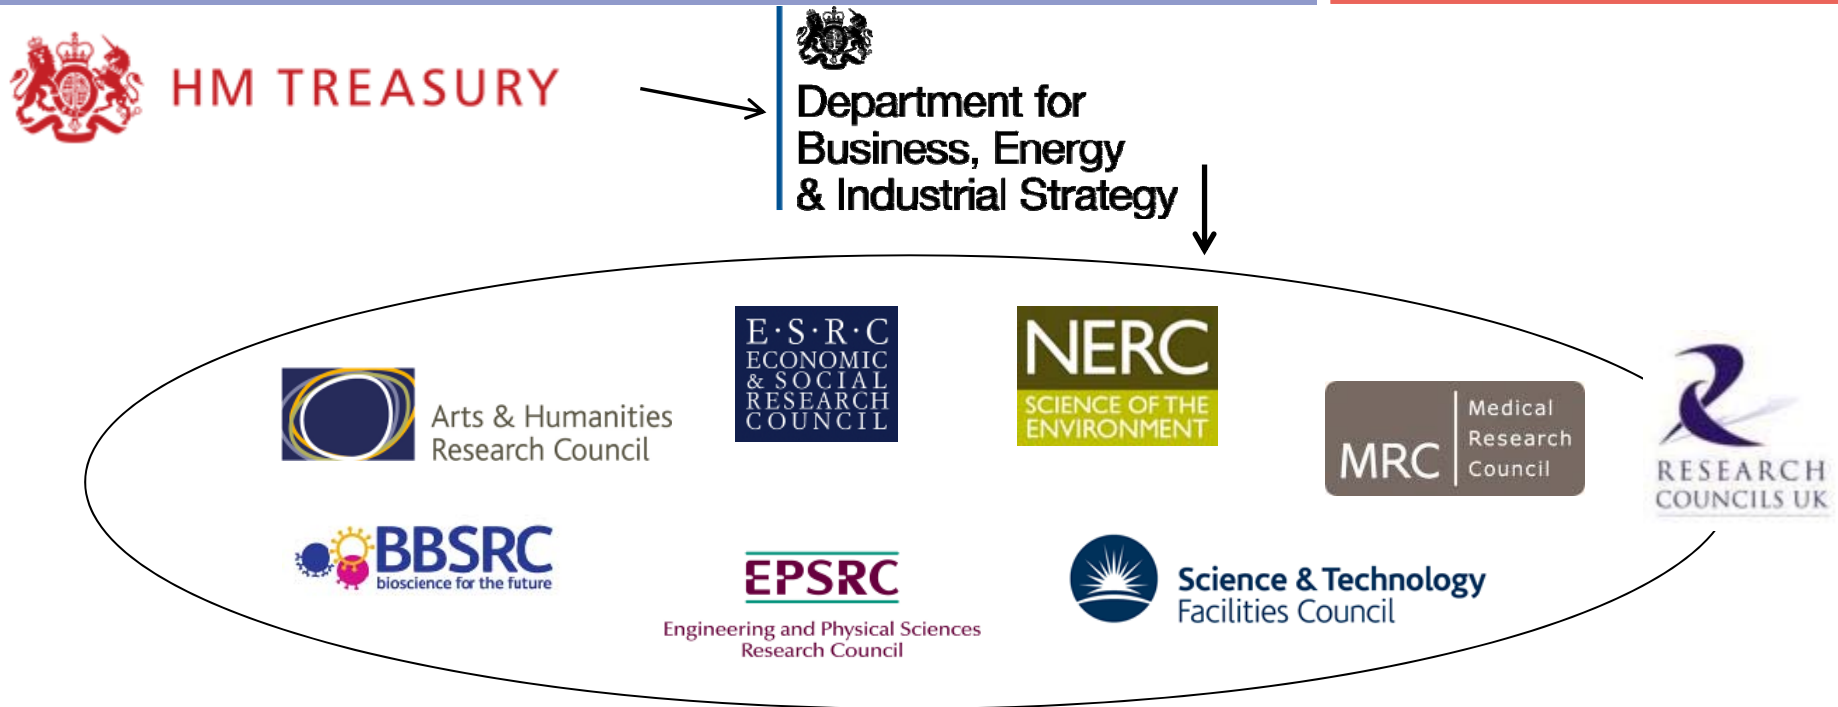 HM TREASURY
Department for
Business, Energy
& Industrial Strategy
E·S·R·C
ECONOMIC
& SOCIAL
RESEARCH
COUNCIL
NERC
SCIENCE OF THE
ENVIRONMENT
Arts & Humanities
Research Council
MRC
Medical
Research
Council
RESEARCH
COUNCILS UK
BBSRC
bioscience for the future
EPSRC
Engineering and Physical Sciences
Research Council
Science & Technology
Facilities Council